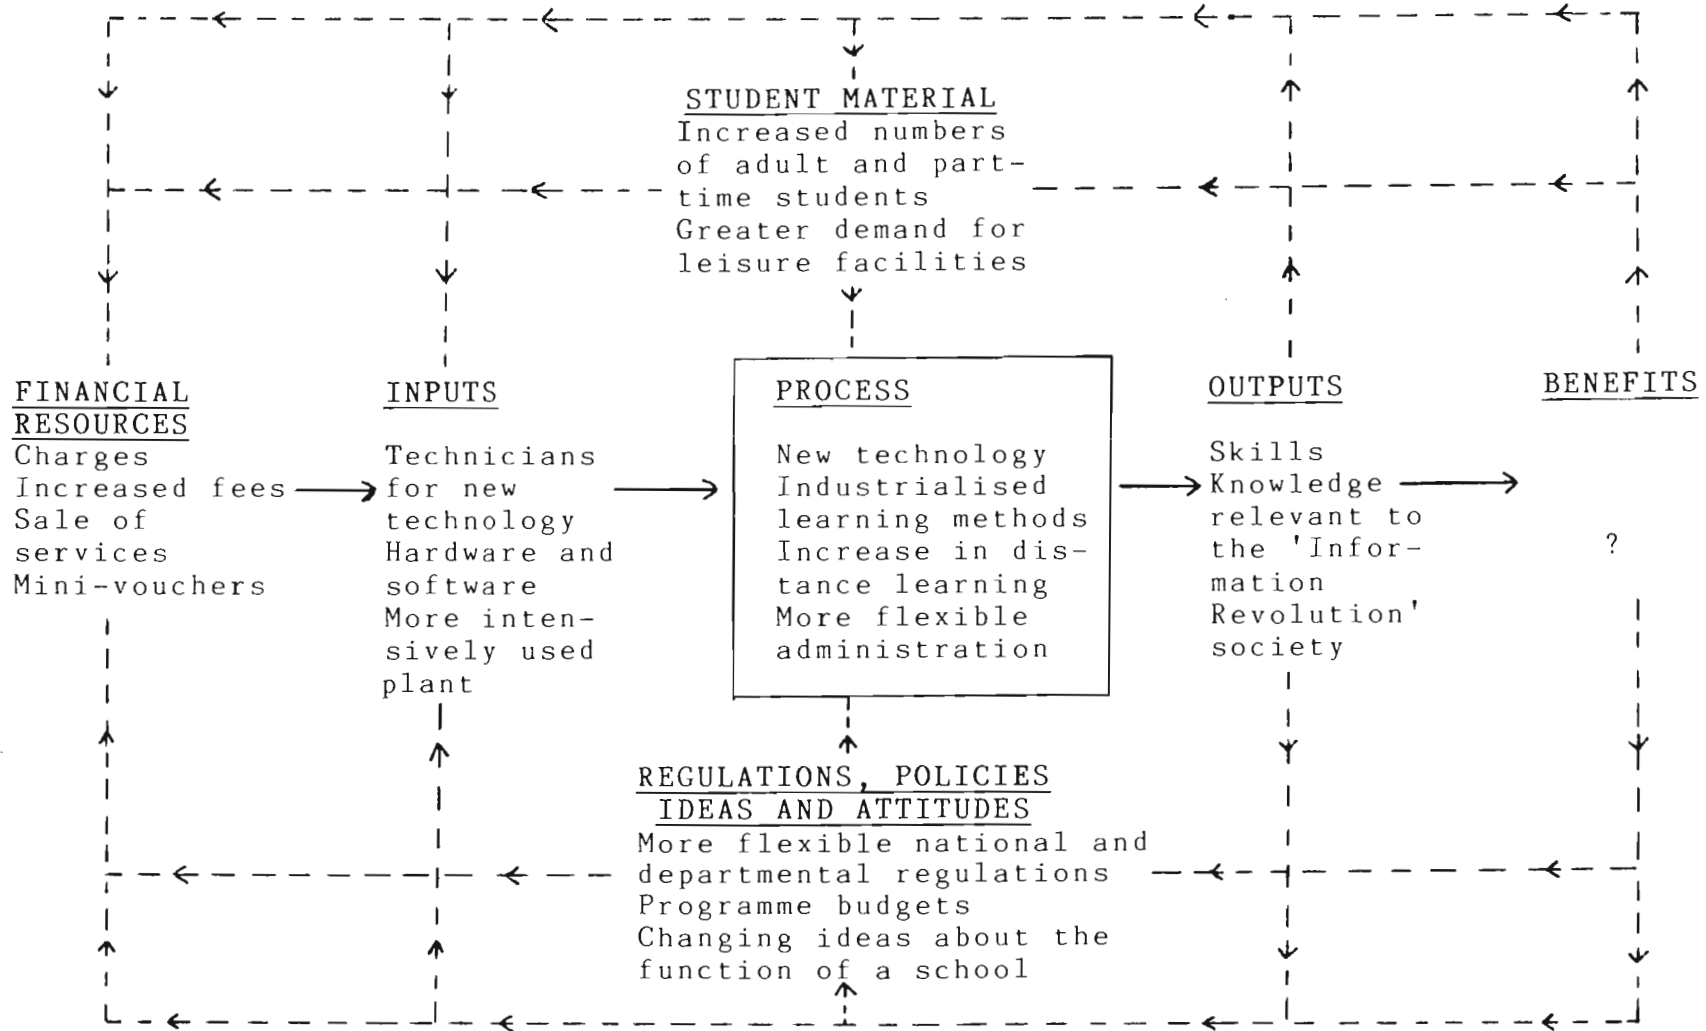 STUDENT MATERIAL
Increased numbers
of adult and part-
time students
Greater demand for
leisure facilities
FINANCIAL
RESOURCES
Charges
Increased fees
Sale of
services
Mini-vouchers
INPUTS
Technicians
for new
technology
Hardware and
software
More inten-
sively used
plant
PROCESS
New technology
Industrialised
learning methods
Increase in dis-
tance learning
More flexible
administration
OUTPUTS
Skills
Knowledge
relevant to
the 'Infor-
mation
Revolution'
society
BENEFITS
?
REGULATIONS, POLICIES
IDEAS AND ATTITUDES
More flexible national and
departmental regulations
Programme budgets
Changing ideas about the
function of a school